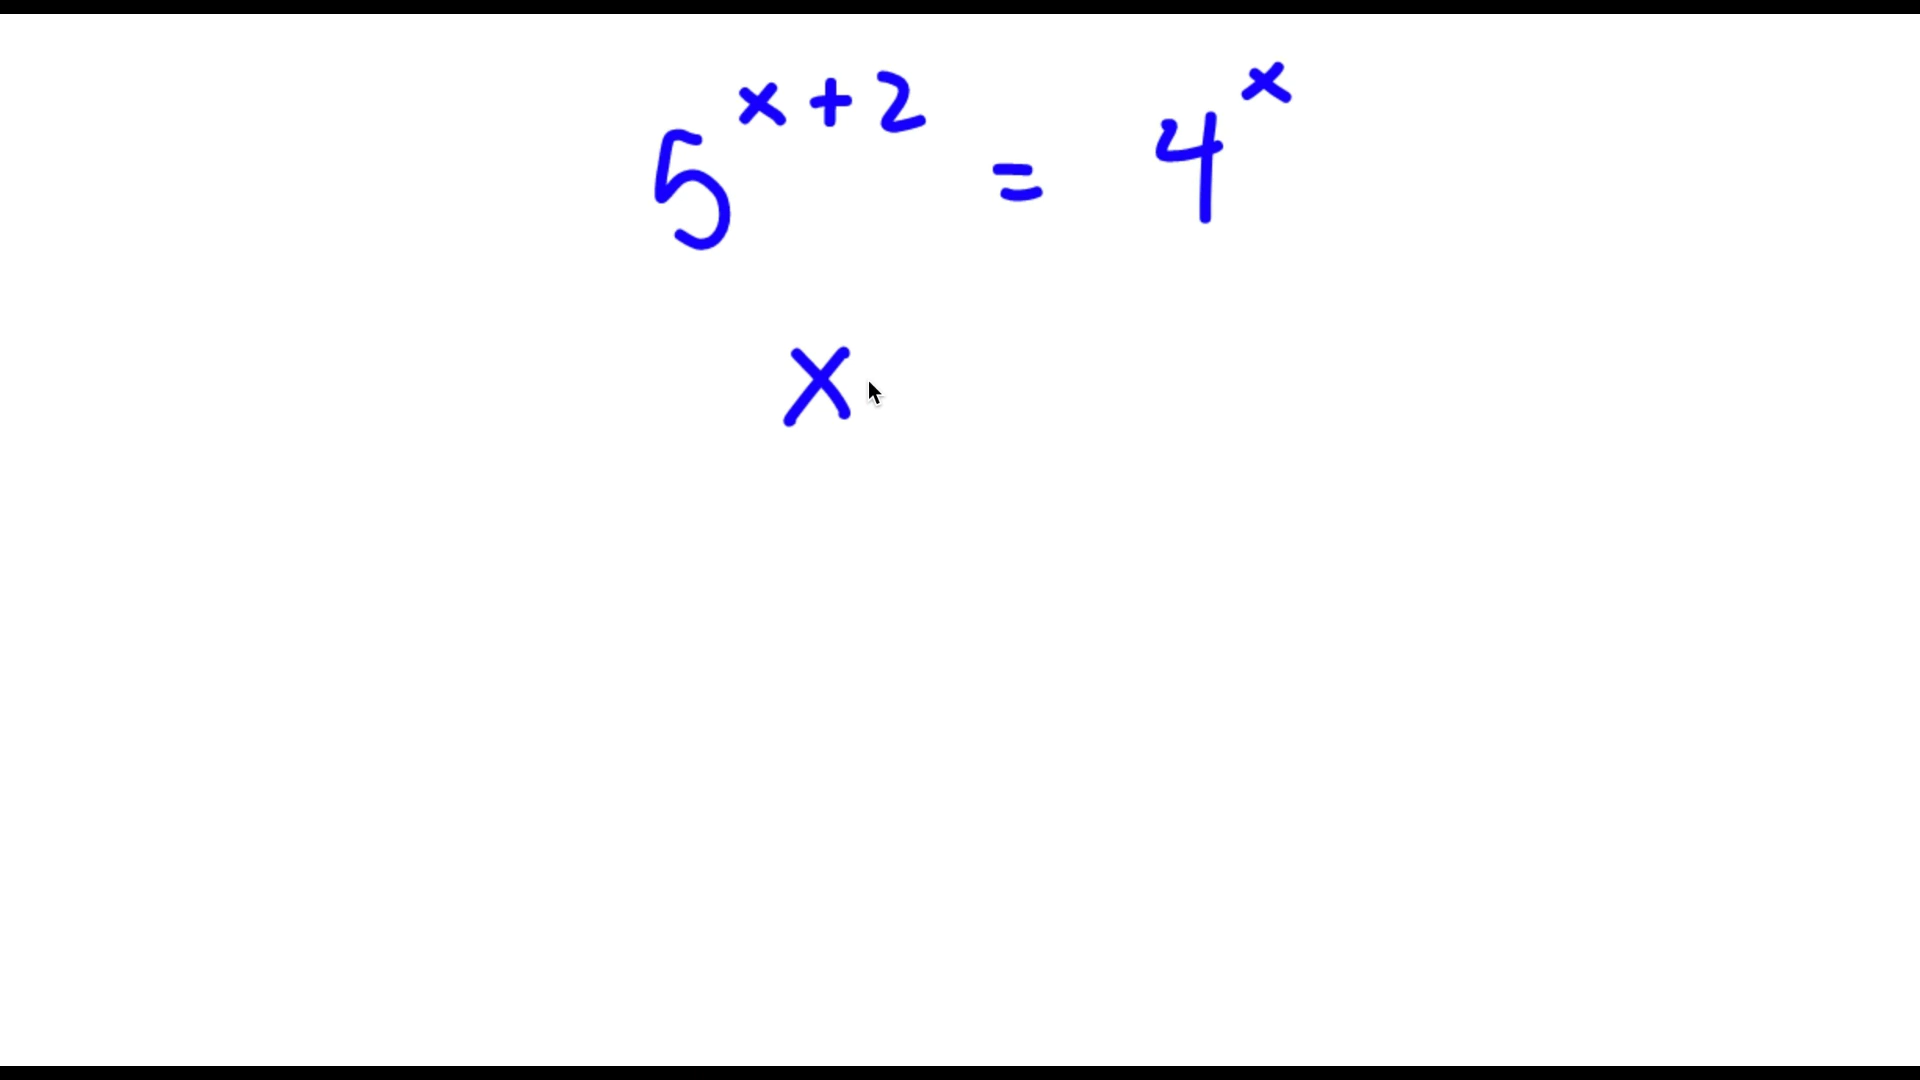 5^{x+2} = 4^x
x